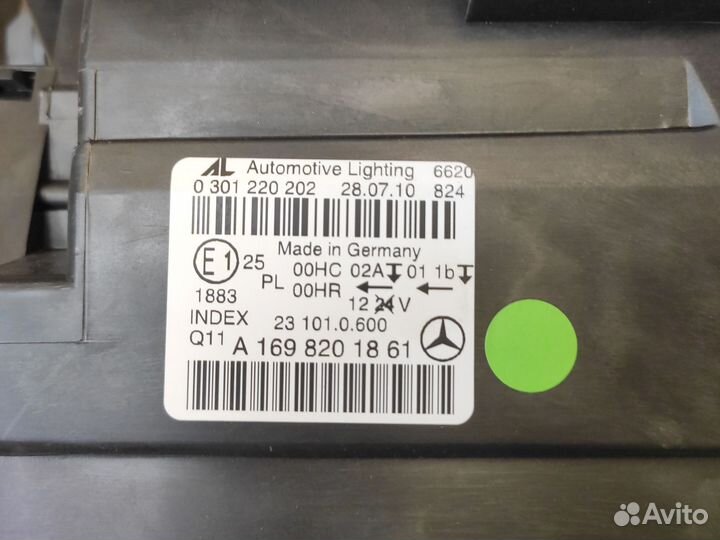 AL Automotive Lighting 6620
0 301 220 202 28.07.10 824
Made in Germany
E1 25 00HC 02A 01 1b
PL 00HR
1883 12 24 V
INDEX 23 101.0.600
Q11 A 169 820 18 61
Avito